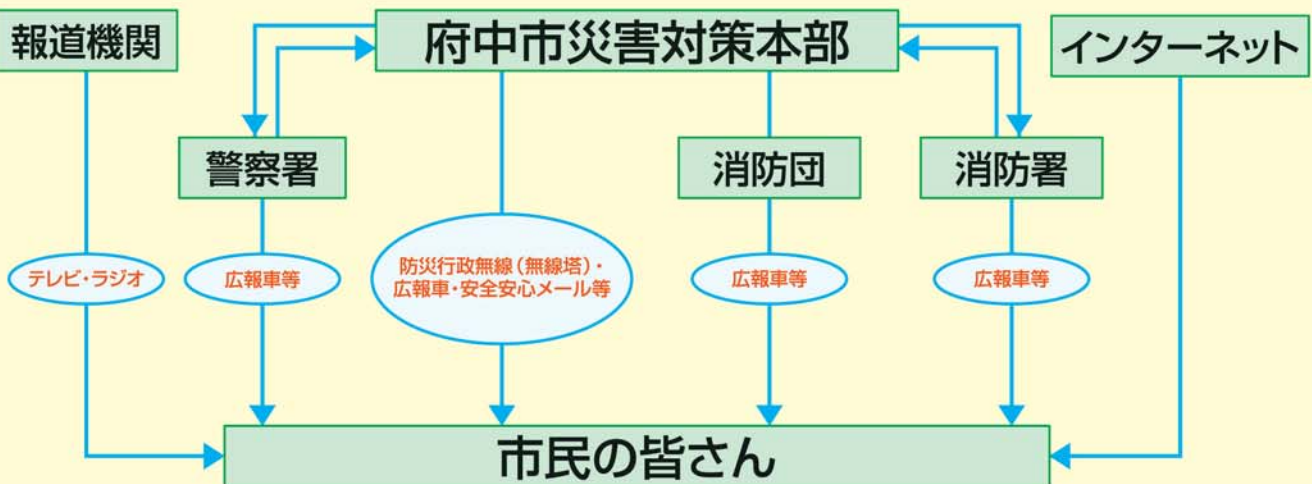 報道機関
府中市災害対策本部
インターネット
警察署
消防団
消防署
テレビ・ラジオ
広報車等
防災行政無線(無線塔)・
広報車・安全安心メール等
広報車等
広報車等
市民の皆さん